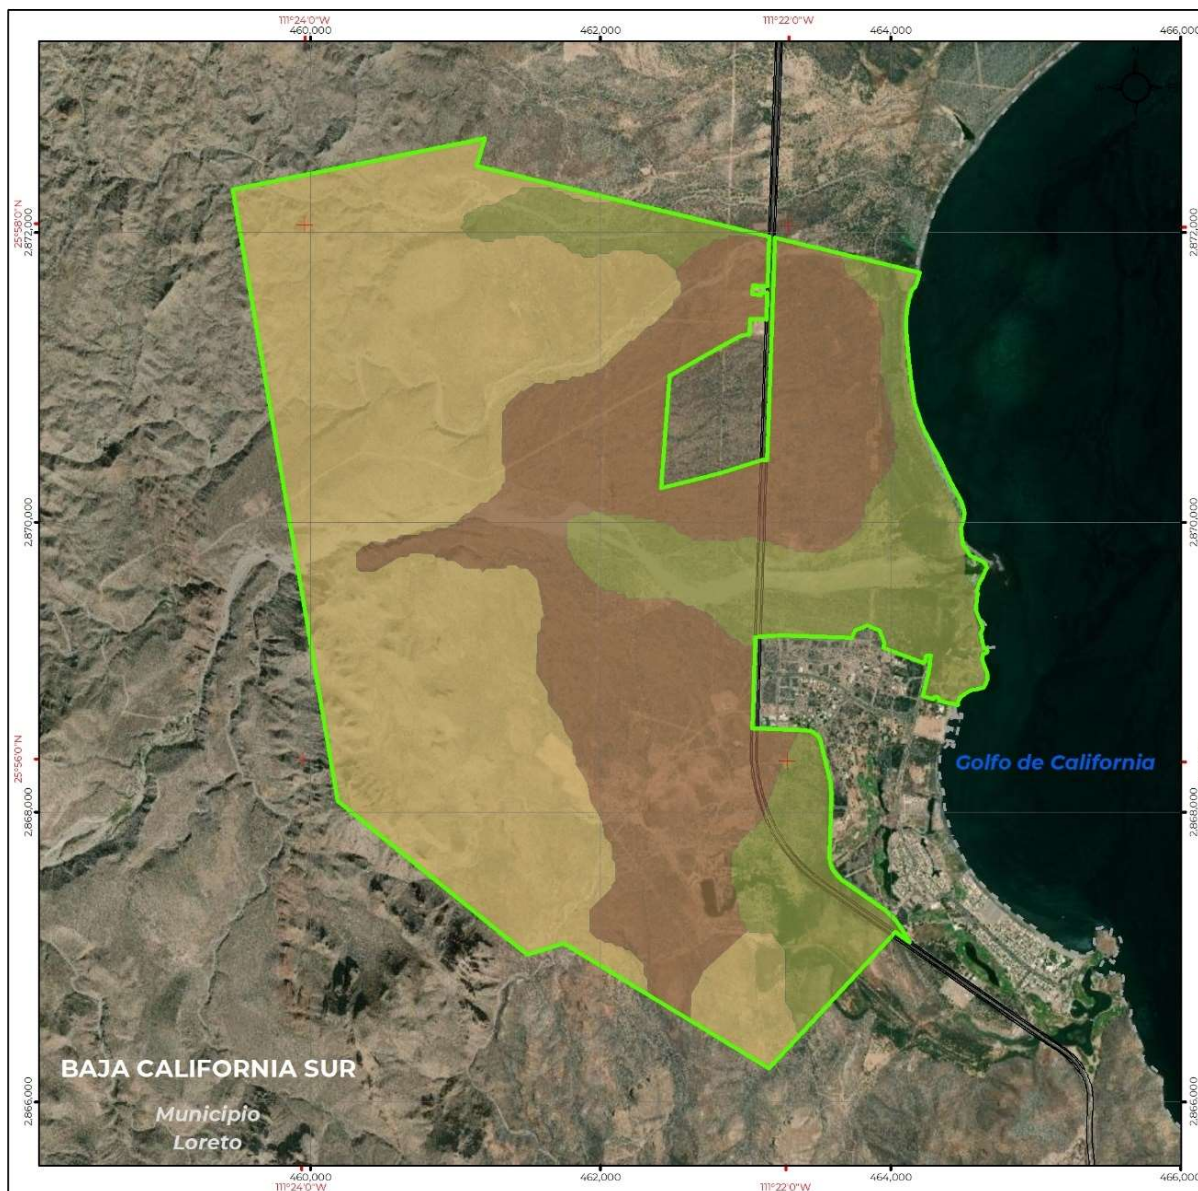 111°24'0"W
111°22'0"W
460,000
462,000
464,000
466,000
25°58'0"N
2,872,000
2,872,000
2,870,000
2,870,000
25°56'0"N
Golfo de California
2,868,000
2,868,000
BAJA CALIFORNIA SUR
Municipio
Loreto
2,866,000
2,866,000
460,000
462,000
464,000
466,000
111°24'0"W
111°22'0"W